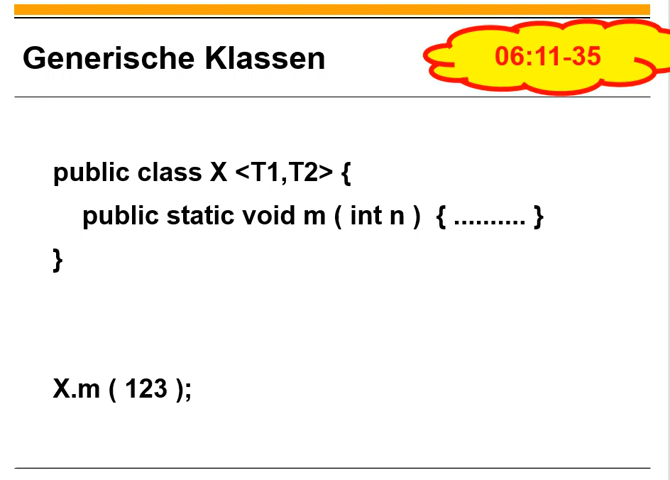 Generische Klassen
06:11-35
public class X <T1,T2> {
public static void m ( int n ) { .......... }
}
X.m ( 123 );